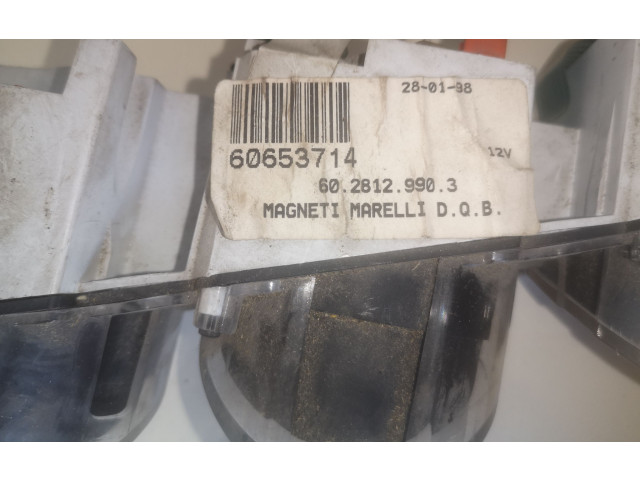 28-01-98
60653714
12V
60.2812.990.3
MAGNETI MARELLI D.Q.B.